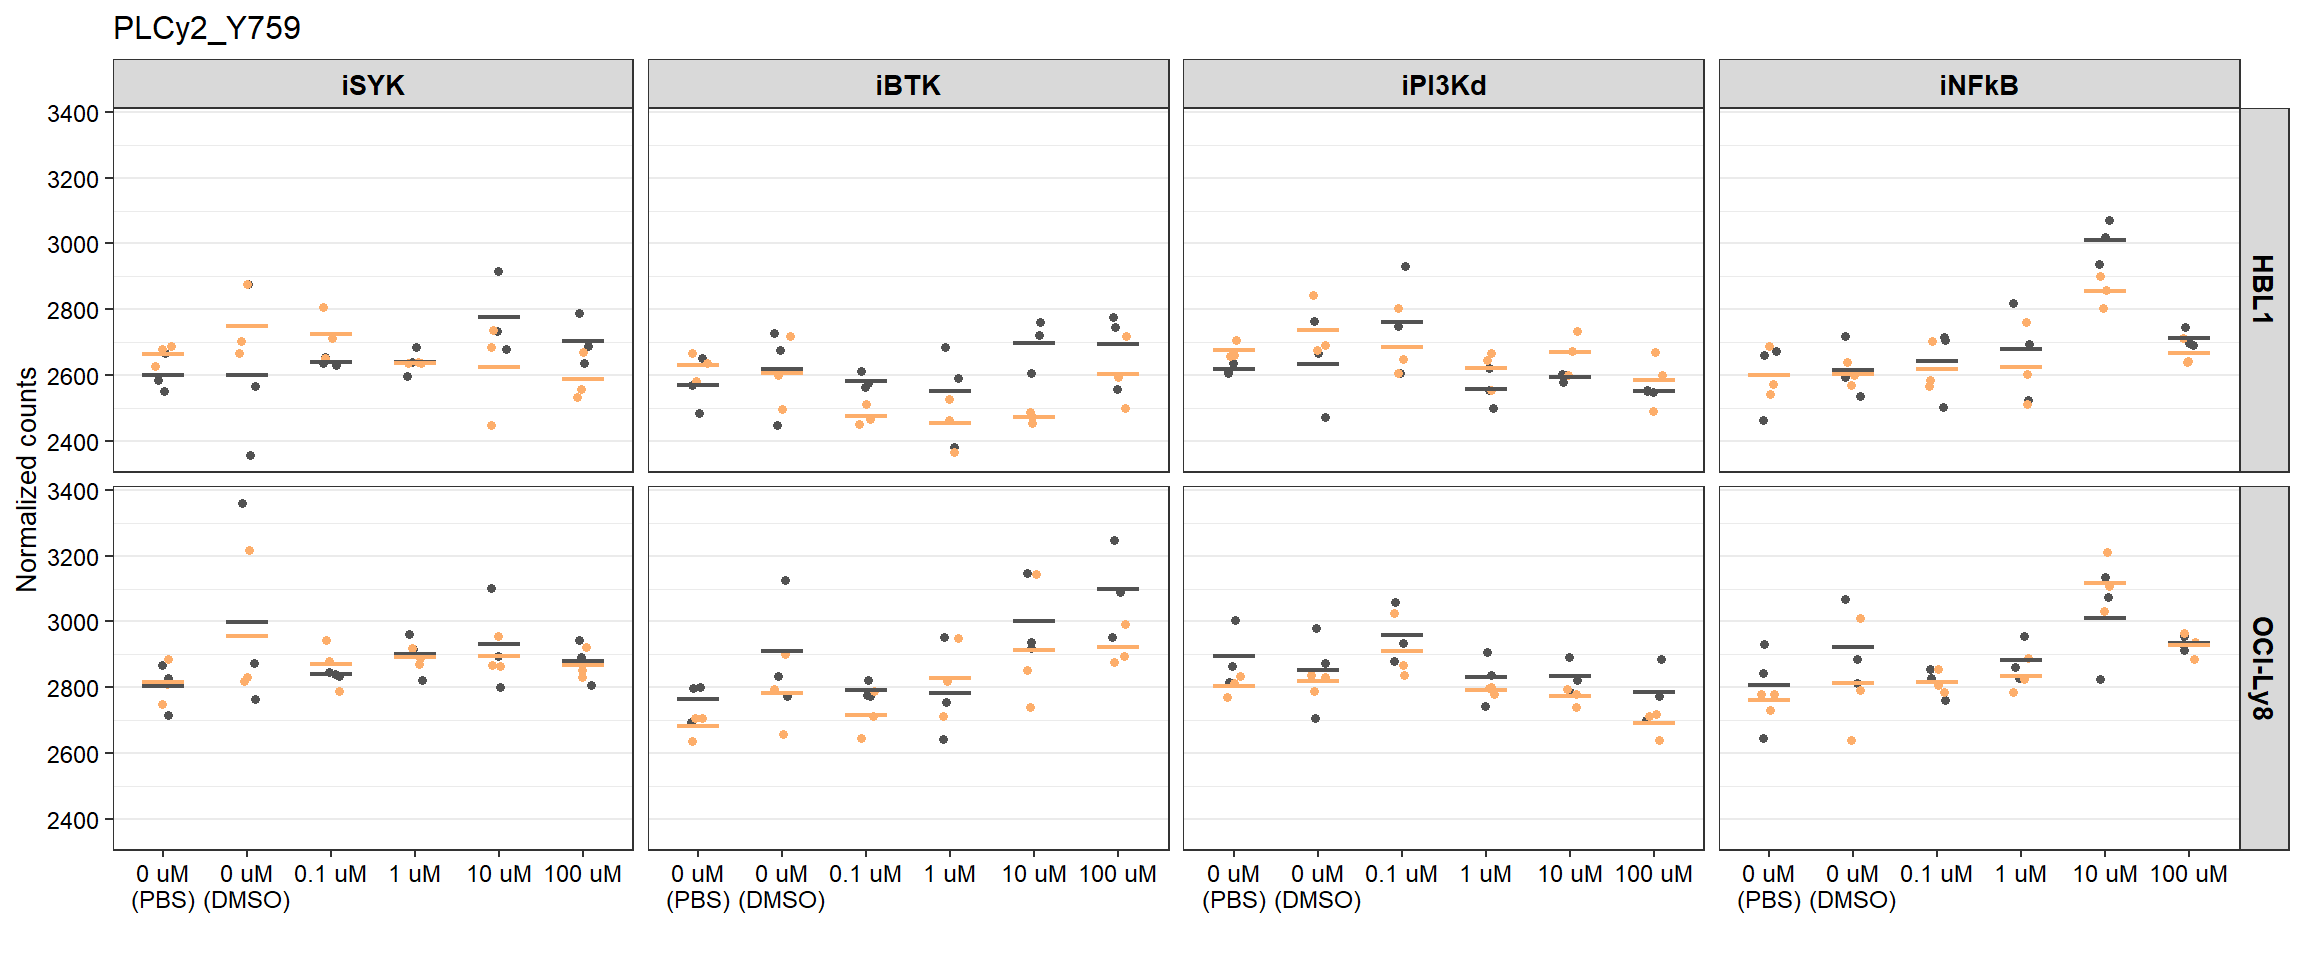 PLCy2_Y759
iSYK
iBTK
iPI3Kd
iNFkB
Normalized counts
3400
3200
3000
2800
2600
2400
HBL1
3400
3200
3000
2800
2600
2400
OCI-Ly8
0 uM 0 uM 0.1 uM 1 uM 10 uM 100 uM
(PBS) (DMSO)
0 uM 0 uM 0.1 uM 1 uM 10 uM 100 uM
(PBS) (DMSO)
0 uM 0 uM 0.1 uM 1 uM 10 uM 100 uM
(PBS) (DMSO)
0 uM 0 uM 0.1 uM 1 uM 10 uM 100 uM
(PBS) (DMSO)